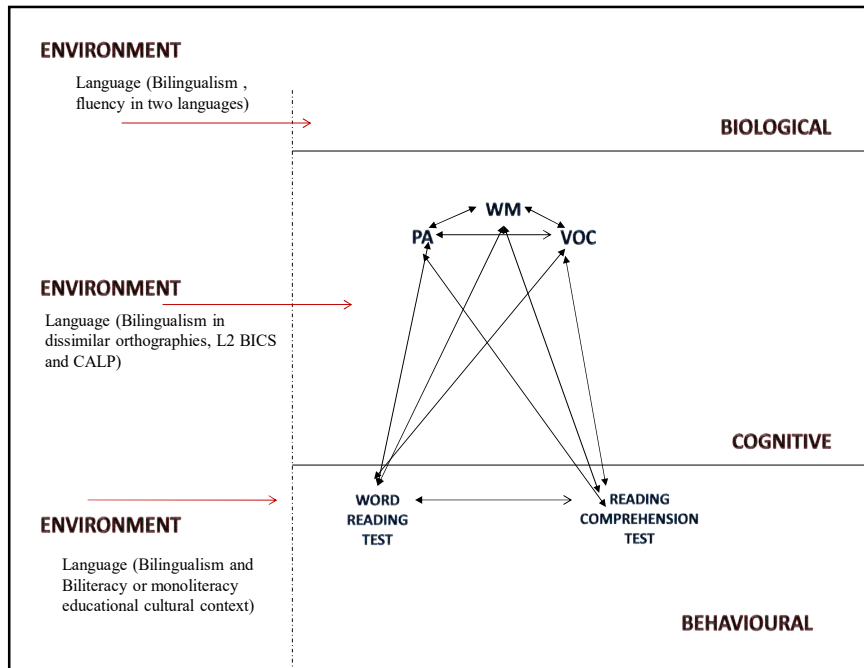 ENVIRONMENT
Language (Bilingualism ,
fluency in two languages)
BIOLOGICAL
WM
PA
VOC
ENVIRONMENT
Language (Bilingualism in
dissimilar orthographies, L2 BICS
and CALP)
COGNITIVE
WORD
READING
TEST
READING
COMPREHENSION
TEST
ENVIRONMENT
Language (Bilingualism and
Biliteracy or monoliteracy
educational cultural context)
BEHAVIOURAL